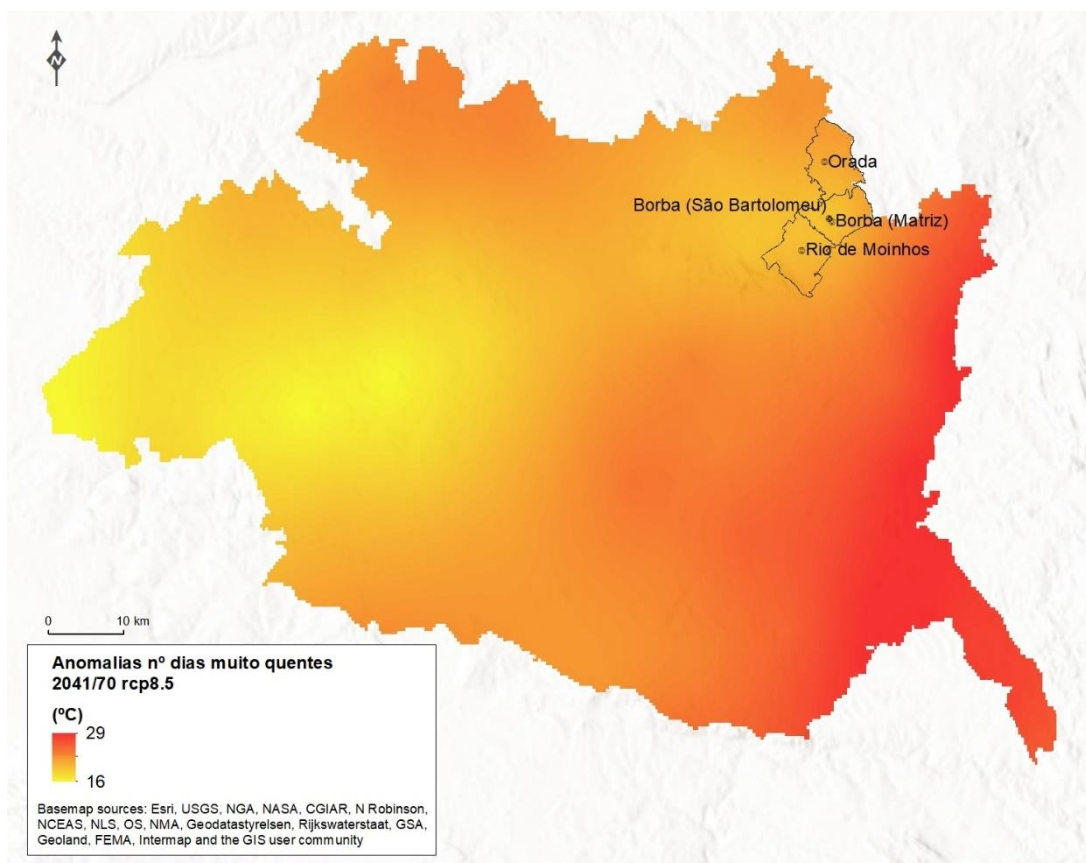 N
Orada
Borba (São Bartolomeu)
Borba (Matriz)
Rio de Moinhos
0 10 km
Anomalias nº dias muito quentes
2041/70 rcp8.5
(ºC)
29
16
Basemap sources: Esri, USGS, NGA, NASA, CGIAR, N Robinson,
NCEAS, NLS, OS, NMA, Geodatastyrelsen, Rijkswaterstaat, GSA,
Geoland, FEMA, Intermap and the GIS user community